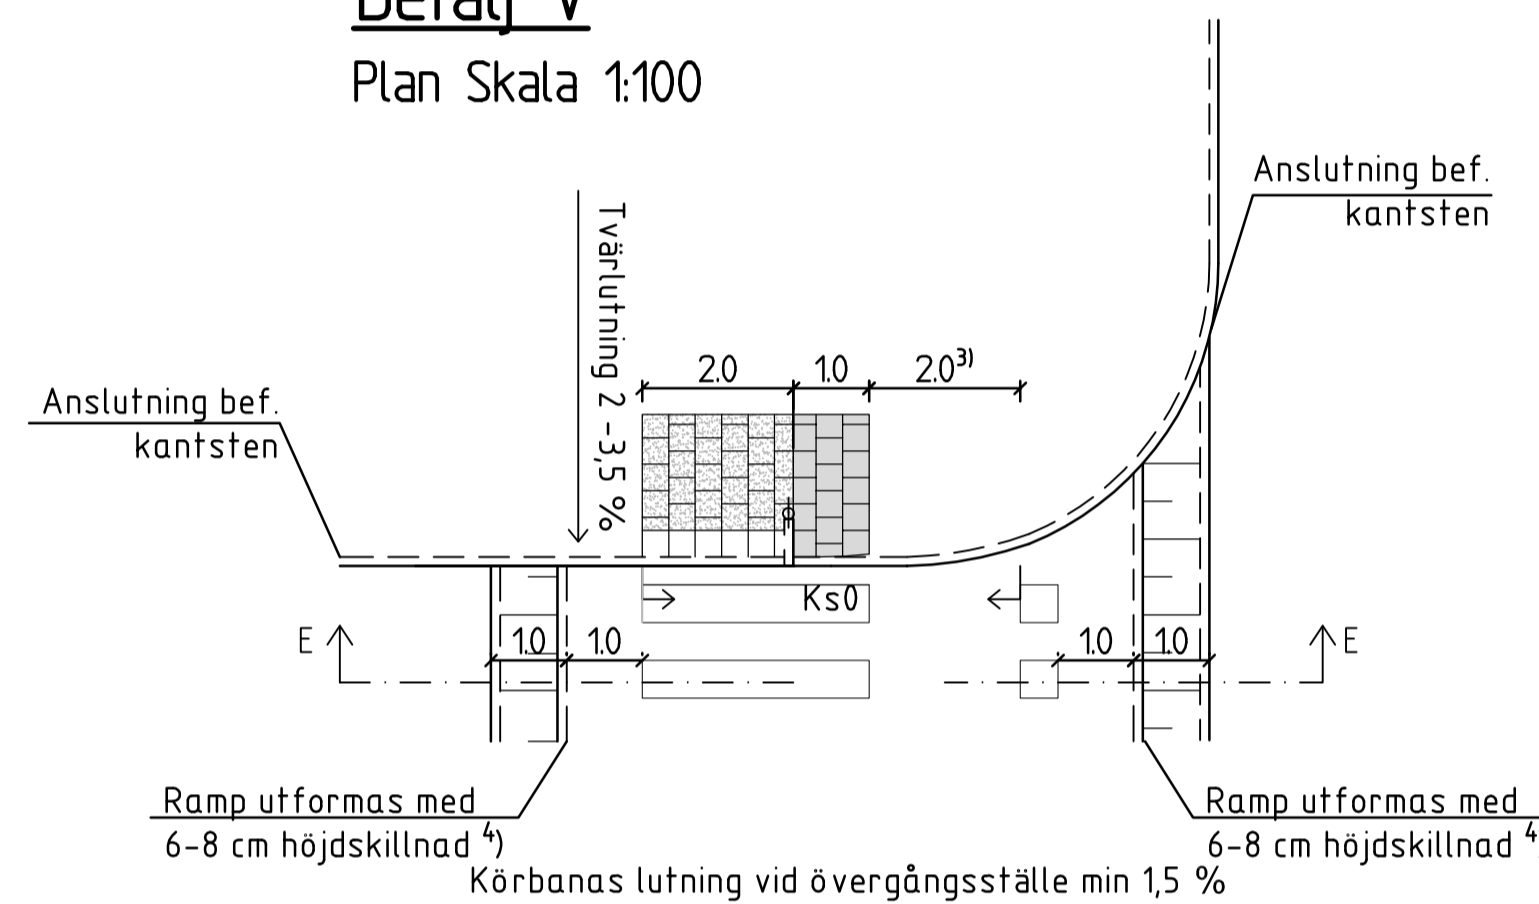 Detalj V
Plan Skala 1:100
Anslutning bef.
kantsten
Tvärlutning 2 -3,5 %
2.0
1.0
2.0³⁾
Anslutning bef.
kantsten
Ks0
E
1.0
1.0
1.0
1.0
E
Ramp utformas med
6-8 cm höjdskillnad ⁴)
Ramp utformas med
6-8 cm höjdskillnad ⁴
Körbanas lutning vid övergångsställe min 1,5 %